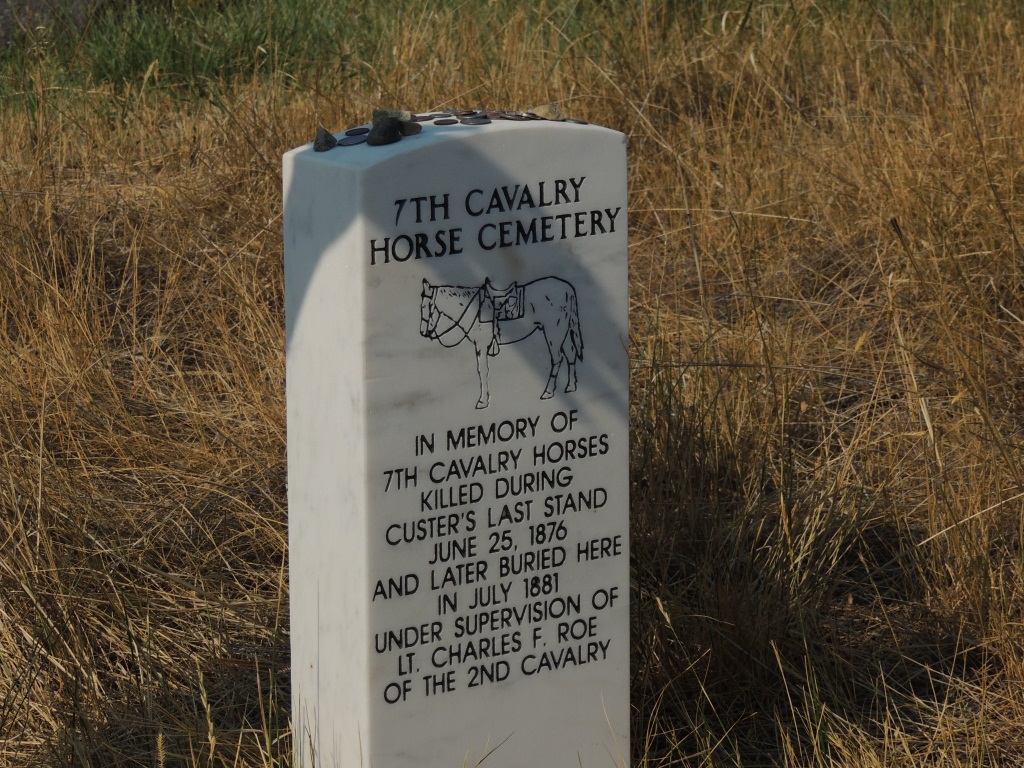 7TH CAVALRY
HORSE CEMETERY
IN MEMORY OF
7TH CAVALRY HORSES
KILLED DURING
CUSTER'S LAST STAND
JUNE 25, 1876
AND LATER BURIED HERE
IN JULY 1881
UNDER SUPERVISION OF
LT. CHARLES F. ROE
OF THE 2ND CAVALRY